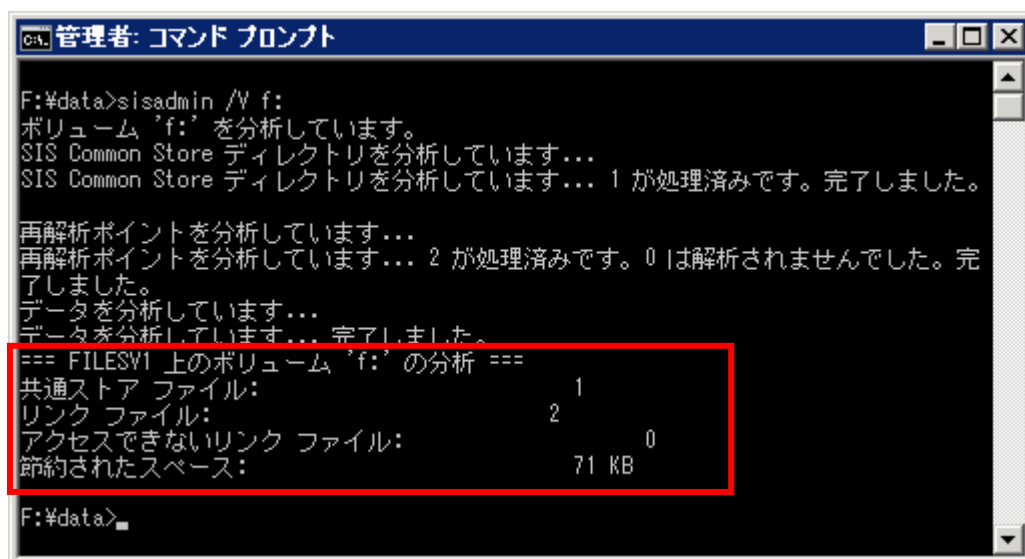 管理者: コマンド プロンプト
F:¥data>sisadmin /V f:
ボリューム 'f:' を分析しています。
SIS Common Store ディレクトリを分析しています...
SIS Common Store ディレクトリを分析しています... 1 が処理済みです。完了しました。
再解析ポイントを分析しています...
再解析ポイントを分析しています... 2 が処理済みです。0 は解析されませんでした。完
了しました。
データを分析しています...
データを分析しています... 完了しました。
=== FILESV1 上のボリューム 'f:' の分析 ===
共通ストア ファイル: 1
リンク ファイル: 2
アクセスできないリンク ファイル: 0
節約されたスペース: 71 KB
F:¥data>